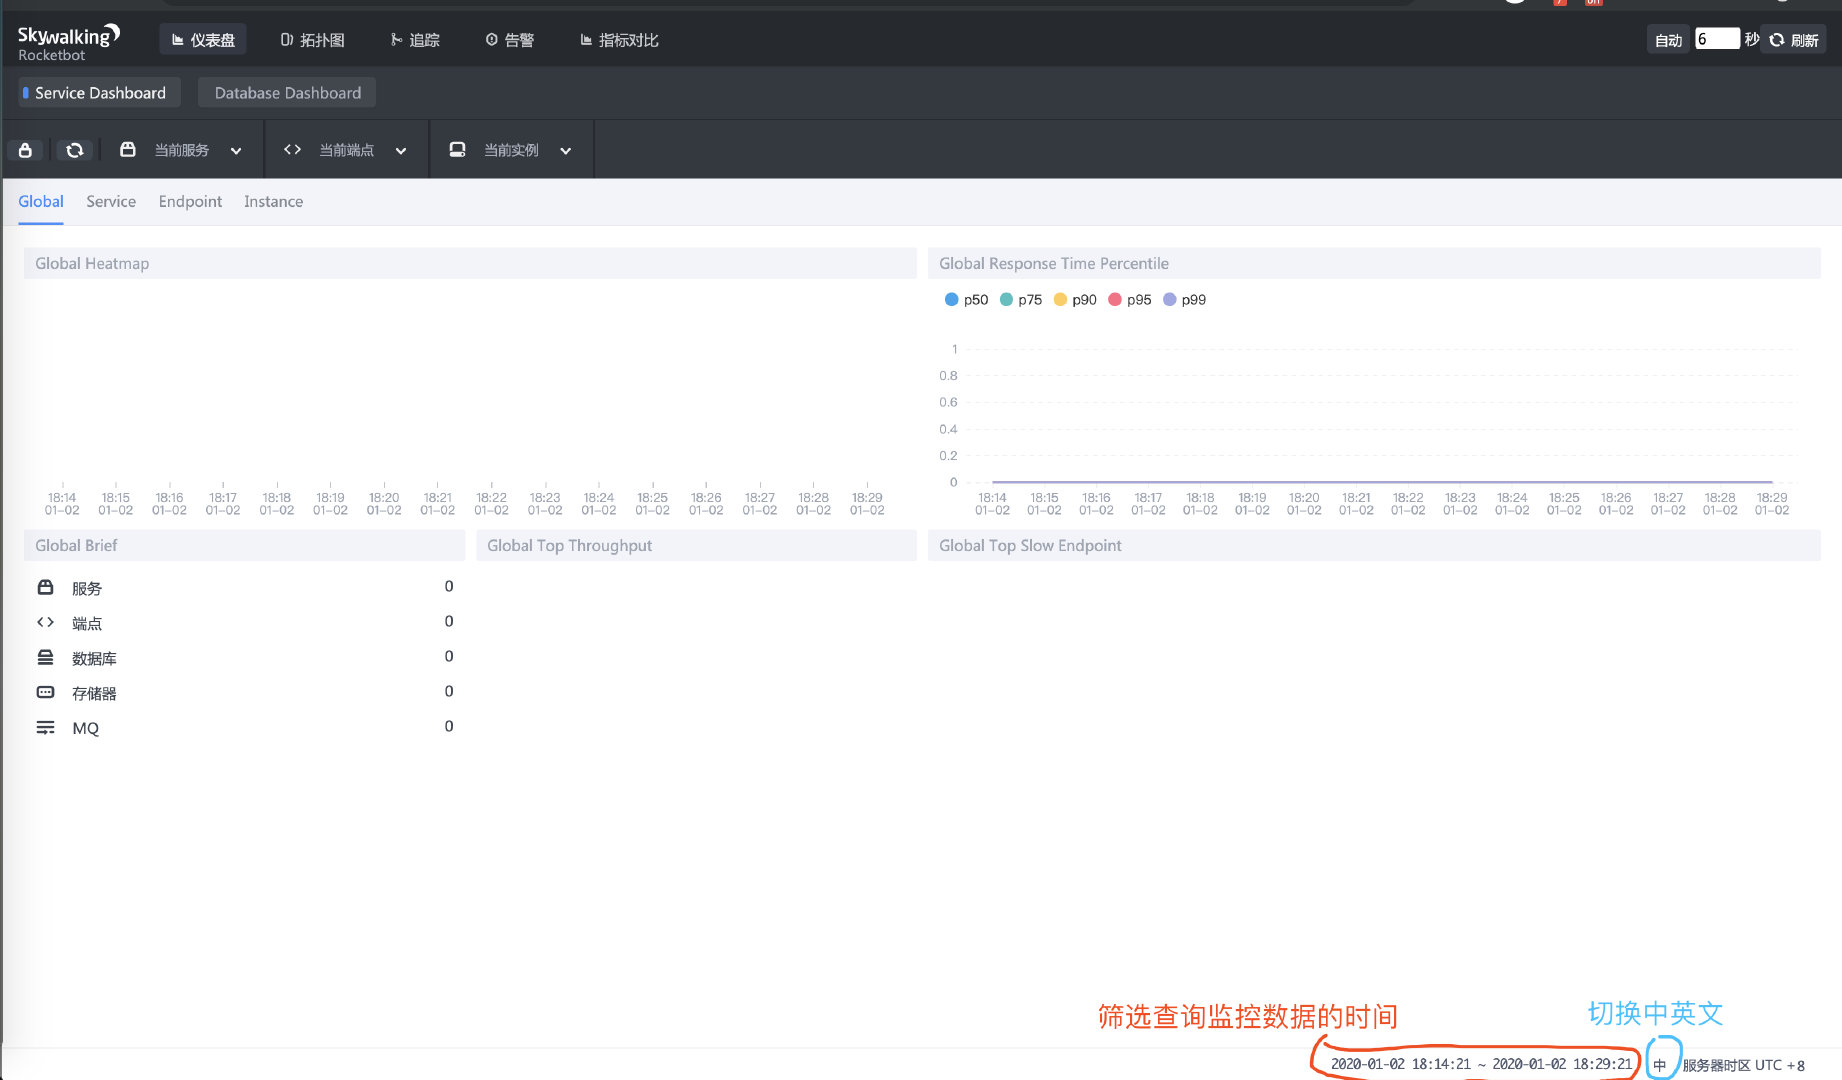 Skywalking
Rocketbot
仪表盘 拓扑图 追踪 告警 指标对比 自动 6 秒 刷新
Service Dashboard Database Dashboard
当前服务 当前端点 当前实例
Global Service Endpoint Instance
Global Heatmap
18:14 18:15 18:16 18:17 18:18 18:19 18:20 18:21 18:22 18:23 18:24 18:25 18:26 18:27 18:28 18:29
01-02 01-02 01-02 01-02 01-02 01-02 01-02 01-02 01-02 01-02 01-02 01-02 01-02 01-02 01-02 01-02
Global Response Time Percentile
p50 p75 p90 p95 p99
1
0.8
0.6
0.4
0.2
0
18:14 18:15 18:16 18:17 18:18 18:19 18:20 18:21 18:22 18:23 18:24 18:25 18:26 18:27 18:28 18:29
01-02 01-02 01-02 01-02 01-02 01-02 01-02 01-02 01-02 01-02 01-02 01-02 01-02 01-02 01-02 01-02
Global Brief
服务 0
端点 0
数据库 0
存储器 0
MQ 0
Global Top Throughput
Global Top Slow Endpoint
筛选查询监控数据的时间 切换中英文
2020-01-02 18:14:21 ~ 2020-01-02 18:29:21 中 服务器时区 UTC +8